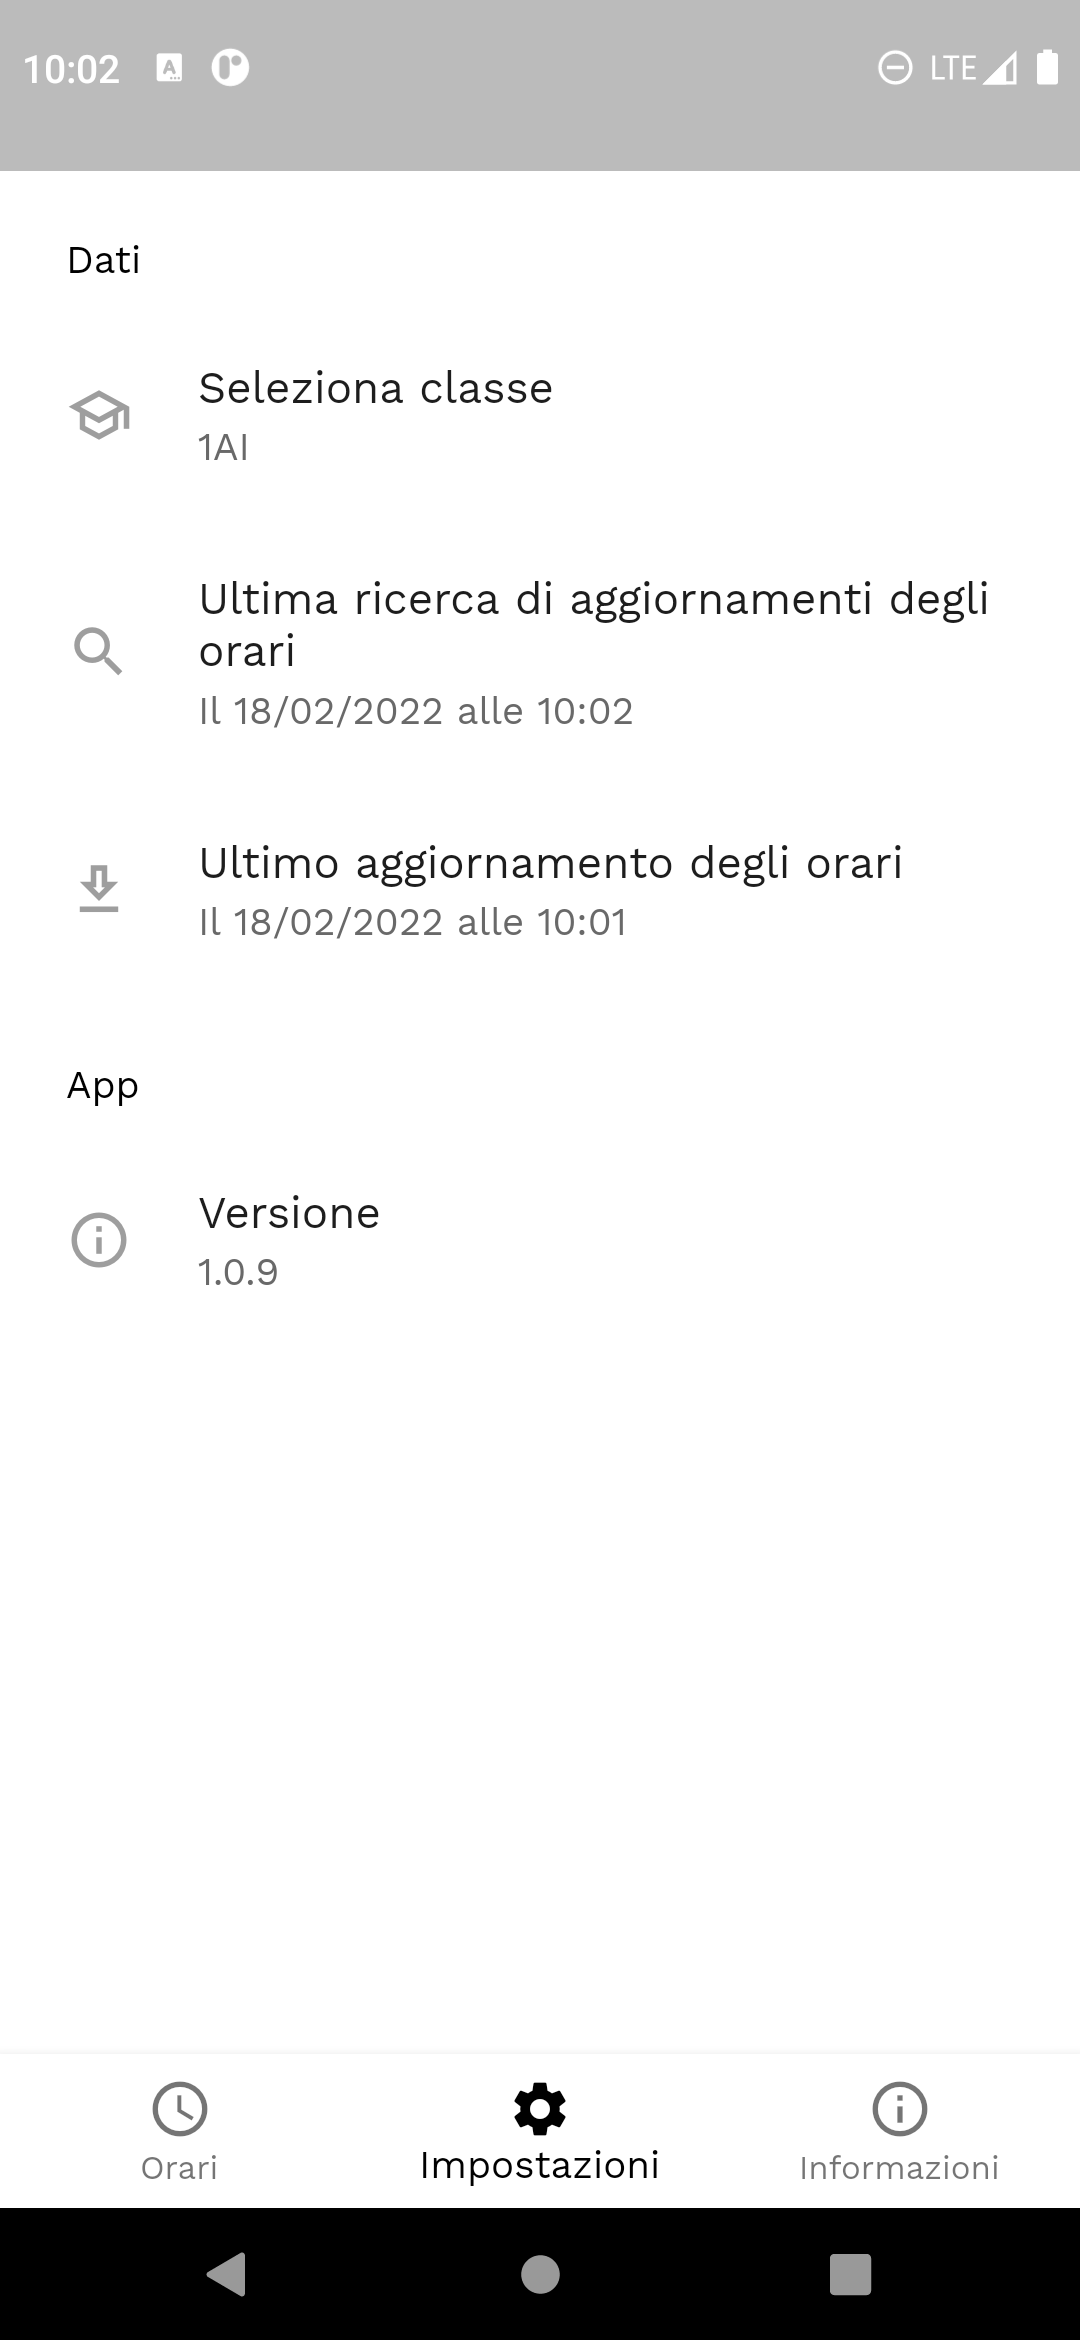 10:02
LTE
Dati
Seleziona classe
1AI
Ultima ricerca di aggiornamenti degli
orari
Il 18/02/2022 alle 10:02
Ultimo aggiornamento degli orari
Il 18/02/2022 alle 10:01
App
Versione
1.0.9
Orari
Impostazioni
Informazioni